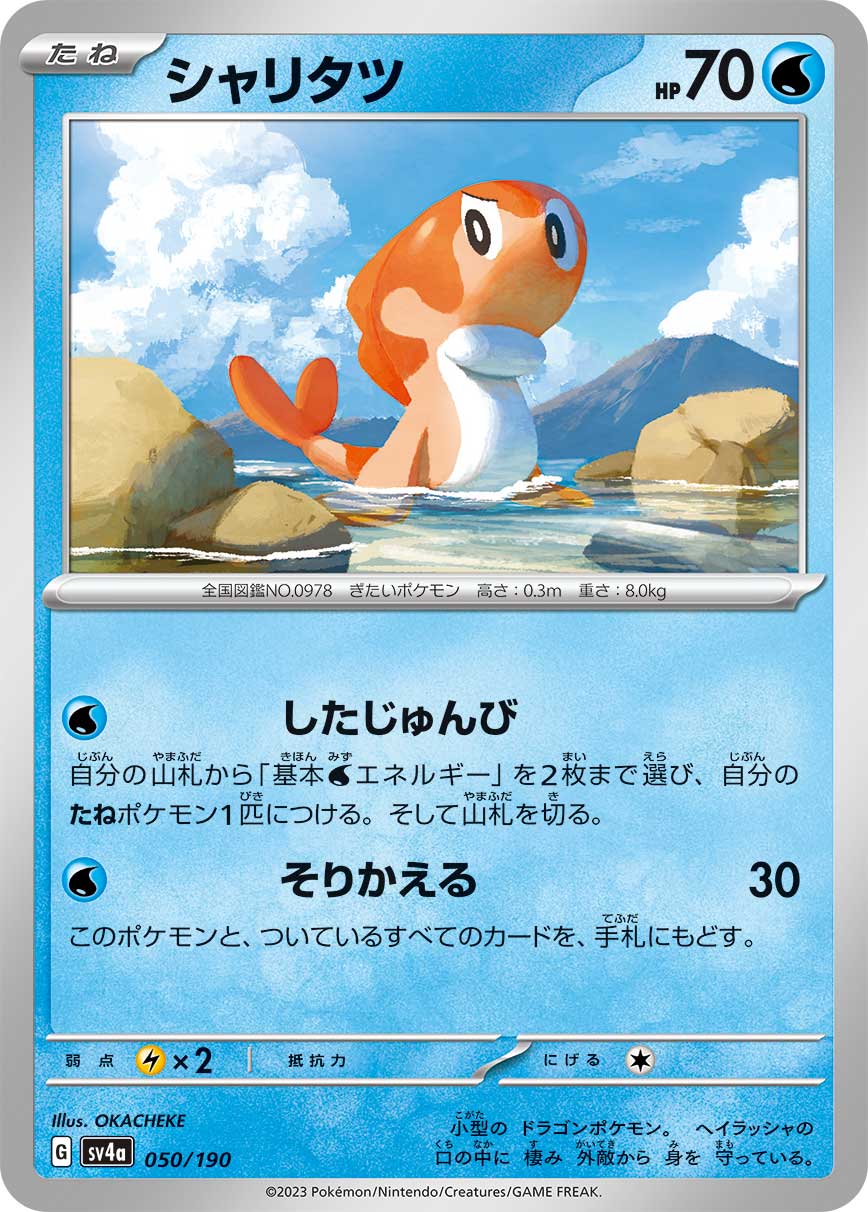 たね
シャリタツ
HP70
全国図鑑NO.0978 ぎたいポケモン 高さ:0.3m 重さ:8.0kg
したじゅんび
自分の山札から「基本エネルギー」を2枚まで選び、自分の
たねポケモン1匹につける。そして山札を切る。
そりかえる 30
このポケモンと、ついているすべてのカードを、手札にもどす。
弱点 ×2 抵抗力 にげる
Illus. OKACHEKE
G sv4a 050/190
小型の ドラゴンポケモン。 ヘイラッシャの
口の中に 棲み 外敵から 身を 守っている。
©2023 Pokémon/Nintendo/Creatures/GAME FREAK.